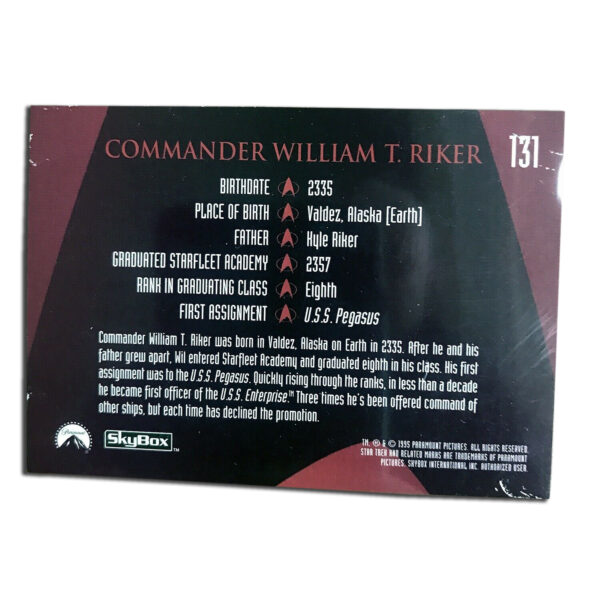 COMMANDER WILLIAM T. RIKER 131
BIRTHDATE 2335
PLACE OF BIRTH Valdez, Alaska [Earth]
FATHER Kyle Riker
GRADUATED STARFLEET ACADEMY 2357
RANK IN GRADUATING CLASS Eighth
FIRST ASSIGNMENT U.S.S. Pegasus
Commander William T. Riker was born in Valdez, Alaska on Earth in 2335. After he and his
father grew apart, Wil entered Starfleet Academy and graduated eighth in his class. His first
assignment was to the U.S.S. Pegasus. Quickly rising through the ranks, in less than a decade
he became first officer of the U.S.S. Enterprise.™ Three times he's been offered command of
other ships, but each time has declined the promotion.
Paramount
SkyBox™
TM, ® & © 1995 PARAMOUNT PICTURES. ALL RIGHTS RESERVED.
STAR TREK AND RELATED MARKS ARE TRADEMARKS OF PARAMOUNT
PICTURES. SKYBOX INTERNATIONAL INC. AUTHORIZED USER.